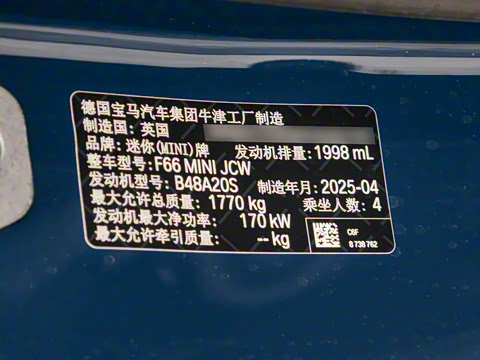 德国宝马汽车集团牛津工厂制造
制造国: 英国
品牌: 迷你(MINI)牌 发动机排量: 1998 mL
整车型号: F66 MINI JCW
发动机型号: B48A20S 制造年月: 2025-04
最大允许总质量: 1770 kg 乘坐人数: 4
发动机最大净功率: 170 kW
最大允许牵引质量: -- kg
C6F
8 738 762